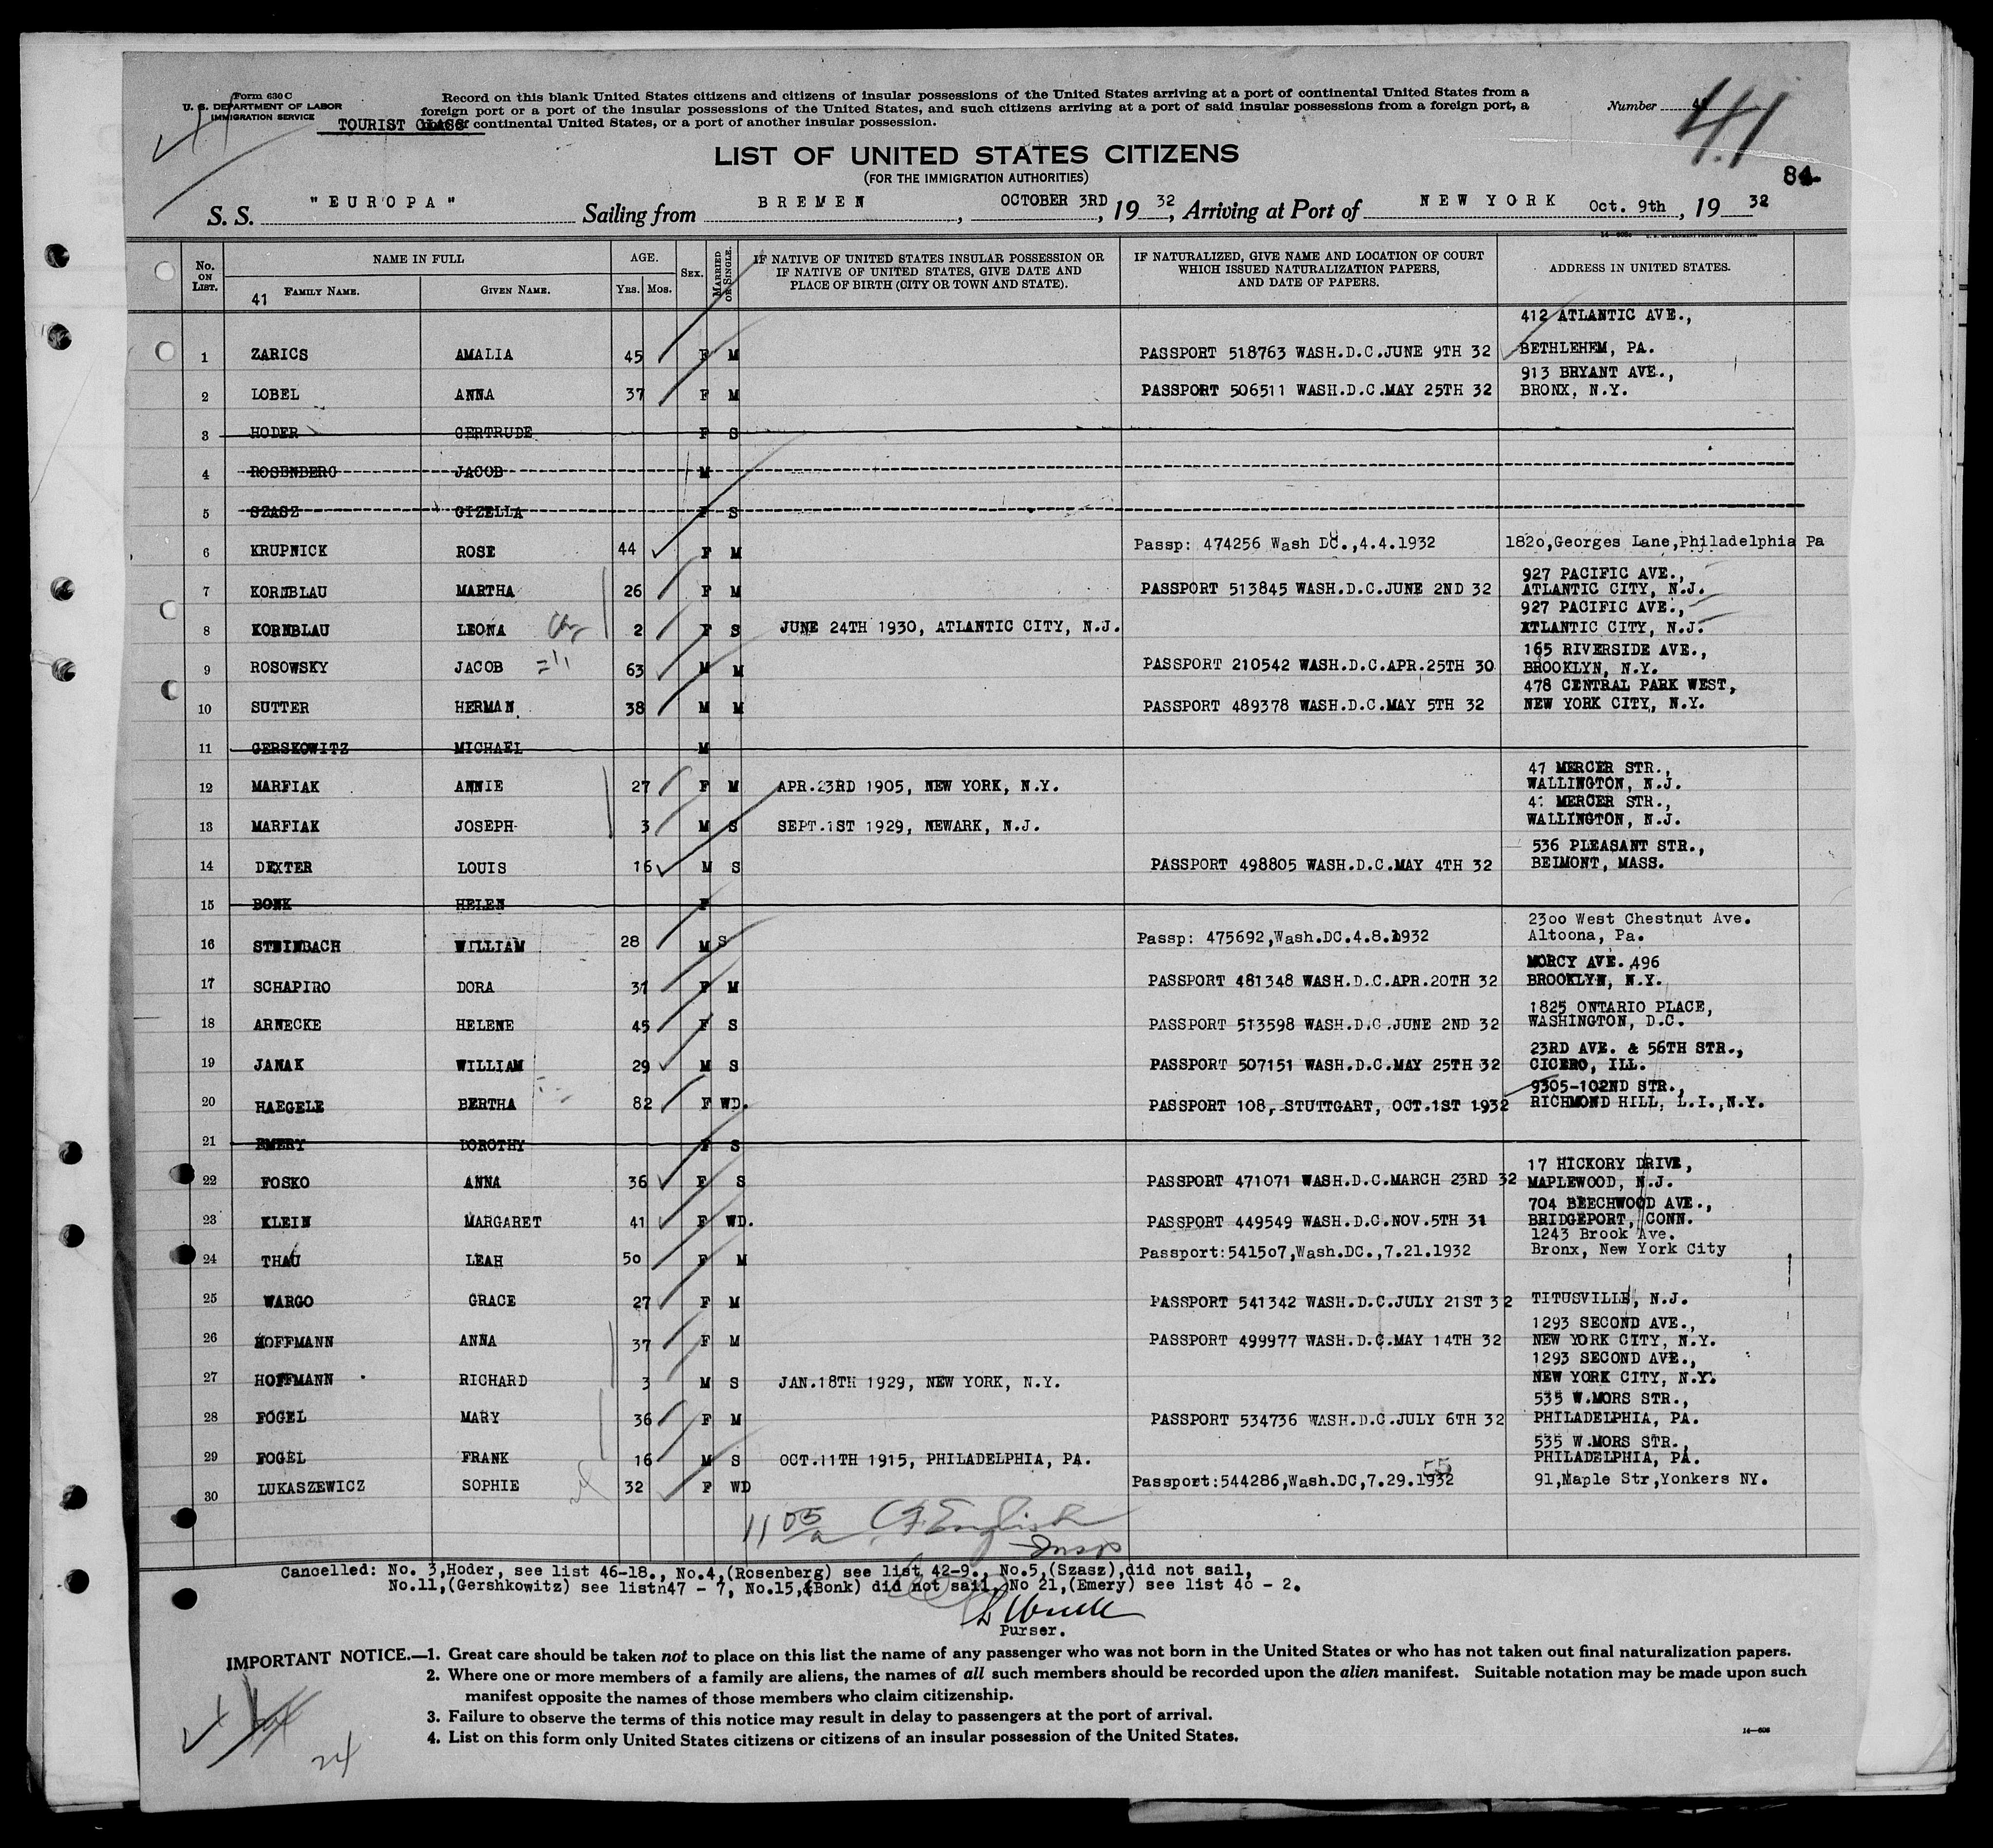 Form 630 C
U. S. DEPARTMENT OF LABOR
IMMIGRATION SERVICE
TOURIST CLASS
Record on this blank United States citizens and citizens of insular possessions of the United States arriving at a port of continental United States from a
foreign port or a port of the insular possessions of the United States, and such citizens arriving at a port of said insular possessions from a foreign port, a
of continental United States, or a port of another insular possession.
Number 41
41
LIST OF UNITED STATES CITIZENS
(FOR THE IMMIGRATION AUTHORITIES)
84
S. S. "EUROPA" Sailing from BREMEN, OCTOBER 3RD, 19 32, Arriving at Port of NEW YORK Oct. 9th, 19 32
No. ON LIST. NAME IN FULL AGE. SEX. MARRIED OR SINGLE. IF NATIVE OF UNITED STATES INSULAR POSSESSION OR IF NATIVE OF UNITED STATES, GIVE DATE AND PLACE OF BIRTH (CITY OR TOWN AND STATE). IF NATURALIZED, GIVE NAME AND LOCATION OF COURT WHICH ISSUED NATURALIZATION PAPERS, AND DATE OF PAPERS. ADDRESS IN UNITED STATES.
41 FAMILY NAME. GIVEN NAME. YRS. MOS.
412 ATLANTIC AVE.,
1 ZARICS AMALIA 45 F M PASSPORT 518763 WASH.D.C.JUNE 9TH 32 BETHLEHEM, PA.
913 BRYANT AVE.,
2 LOBEL ANNA 37 F M PASSPORT 506511 WASH.D.C.MAY 25TH 32 BRONX, N.Y.
3 HODER GERTRUDE F S
4 ROSENBERG JACOB M
5 SZASZ GIZELLA F S
6 KRUPNICK ROSE 44 F M Passp: 474256 Wash DC.,4.4.1932 1820,Georges Lane,Philadelphia Pa
927 PACIFIC AVE.,
7 KORNBLAU MARTHA 26 F M PASSPORT 513845 WASH.D.C.JUNE 2ND 32 ATLANTIC CITY, N.J.
927 PACIFIC AVE.,
8 KORNBLAU LEONA 2 F S JUNE 24TH 1930, ATLANTIC CITY, N.J. ATLANTIC CITY, N.J.
165 RIVERSIDE AVE.,
9 ROSOWSKY JACOB 63 M M PASSPORT 210542 WASH.D.C.APR.25TH 30 BROOKLYN, N.Y.
478 CENTRAL PARK WEST,
10 SUTTER HERMAN 38 M M PASSPORT 489378 WASH.D.C.MAY 5TH 32 NEW YORK CITY, N.Y.
11 GERSKOWITZ MICHAEL M
47 MERCER STR.,
12 MARFIAK ANNIE 27 F M APR.23RD 1905, NEW YORK, N.Y. WALLINGTON, N.J.
MERCER STR.,
13 MARFIAK JOSEPH 3 M S SEPT.1ST 1929, NEWARK, N.J. WALLINGTON, N.J.
536 PLEASANT STR.,
14 DEXTER LOUIS 16 M S PASSPORT 498805 WASH.D.C.MAY 4TH 32 BELMONT, MASS.
15 BONK HELEN F
2300 West Chestnut Ave.
16 STEINBACH WILLIAM 28 M S Passp: 475692,Wash.DC.4.8.1932 Altoona, Pa.
MORCY AVE. 496
17 SCHAPIRO DORA 37 F M PASSPORT 481348 WASH.D.C.APR.20TH 32 BROOKLYN, N.Y.
1825 ONTARIO PLACE,
18 ARNECKE HELENE 45 F S PASSPORT 513598 WASH.D.C.JUNE 2ND 32 WASHINGTON, D.C.
23RD AVE. & 56TH STR.,
19 JANAK WILLIAM 29 M S PASSPORT 507151 WASH.D.C.MAY 25TH 32 CICERO, ILL.
9305-102ND STR.,
20 HAEGELE BERTHA 82 F WD. PASSPORT 108, STUTTGART, OCT.1ST 1932 RICHMOND HILL, L.I.,N.Y.
21 EMERY DOROTHY F S
17 HICKORY DRIVE,
22 FOSKO ANNA 36 F S PASSPORT 471071 WASH.D.C.MARCH 23RD 32 MAPLEWOOD, N.J.
704 BEECHWOOD AVE.,
23 KLEIN MARGARET 41 F WD. PASSPORT 449549 WASH.D.C.NOV.5TH 31 BRIDGEPORT, CONN.
1243 Brook Ave.
24 THAU LEAH 50 F M Passport:541507,Wash.DC.,7.21.1932 Bronx, New York City
25 WARGO GRACE 27 F M PASSPORT 541342 WASH.D.C.JULY 21ST 32 TITUSVILLE, N.J.
1293 SECOND AVE.,
26 HOFFMANN ANNA 37 F M PASSPORT 499977 WASH.D.C.MAY 14TH 32 NEW YORK CITY, N.Y.
1293 SECOND AVE.,
27 HOFFMANN RICHARD 3 M S JAN.18TH 1929, NEW YORK, N.Y. NEW YORK CITY, N.Y.
535 W.MORS STR.,
28 FOGEL MARY 36 F M PASSPORT 534736 WASH.D.C.JULY 6TH 32 PHILADELPHIA, PA.
535 W.MORS STR.,
29 FOGEL FRANK 16 M S OCT.11TH 1915, PHILADELPHIA, PA. PHILADELPHIA, PA.
30 LUKASZEWICZ SOPHIE 32 F WD Passport:544286,Wash.DC,7.29.1932 91,Maple Str,Yonkers NY.
55
11 05 a C F English
Insp
Cancelled: No. 3,Hoder, see list 46-18., No.4,(Rosenberg) see list 42-9., No.5,(Szasz),did not sail,
No.11,(Gershkowitz) see listn47 - 7, No.15,(Bonk) did not sail, No 21,(Emery) see list 40 - 2.
Purser.
IMPORTANT NOTICE.—1. Great care should be taken not to place on this list the name of any passenger who was not born in the United States or who has not taken out final naturalization papers.
2. Where one or more members of a family are aliens, the names of all such members should be recorded upon the alien manifest. Suitable notation may be made upon such
manifest opposite the names of those members who claim citizenship.
3. Failure to observe the terms of this notice may result in delay to passengers at the port of arrival.
4. List on this form only United States citizens or citizens of an insular possession of the United States.
14—608
24